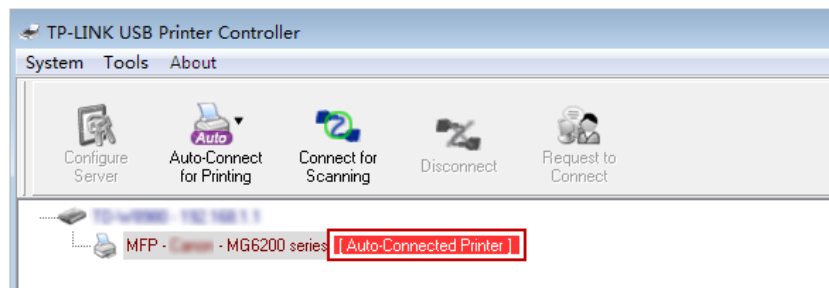 TP-LINK USB Printer Controller
System Tools About
Auto
Configure Server
Auto-Connect for Printing
Connect for Scanning
Disconnect
Request to Connect
MFP - - MG6200 series [ Auto-Connected Printer ]